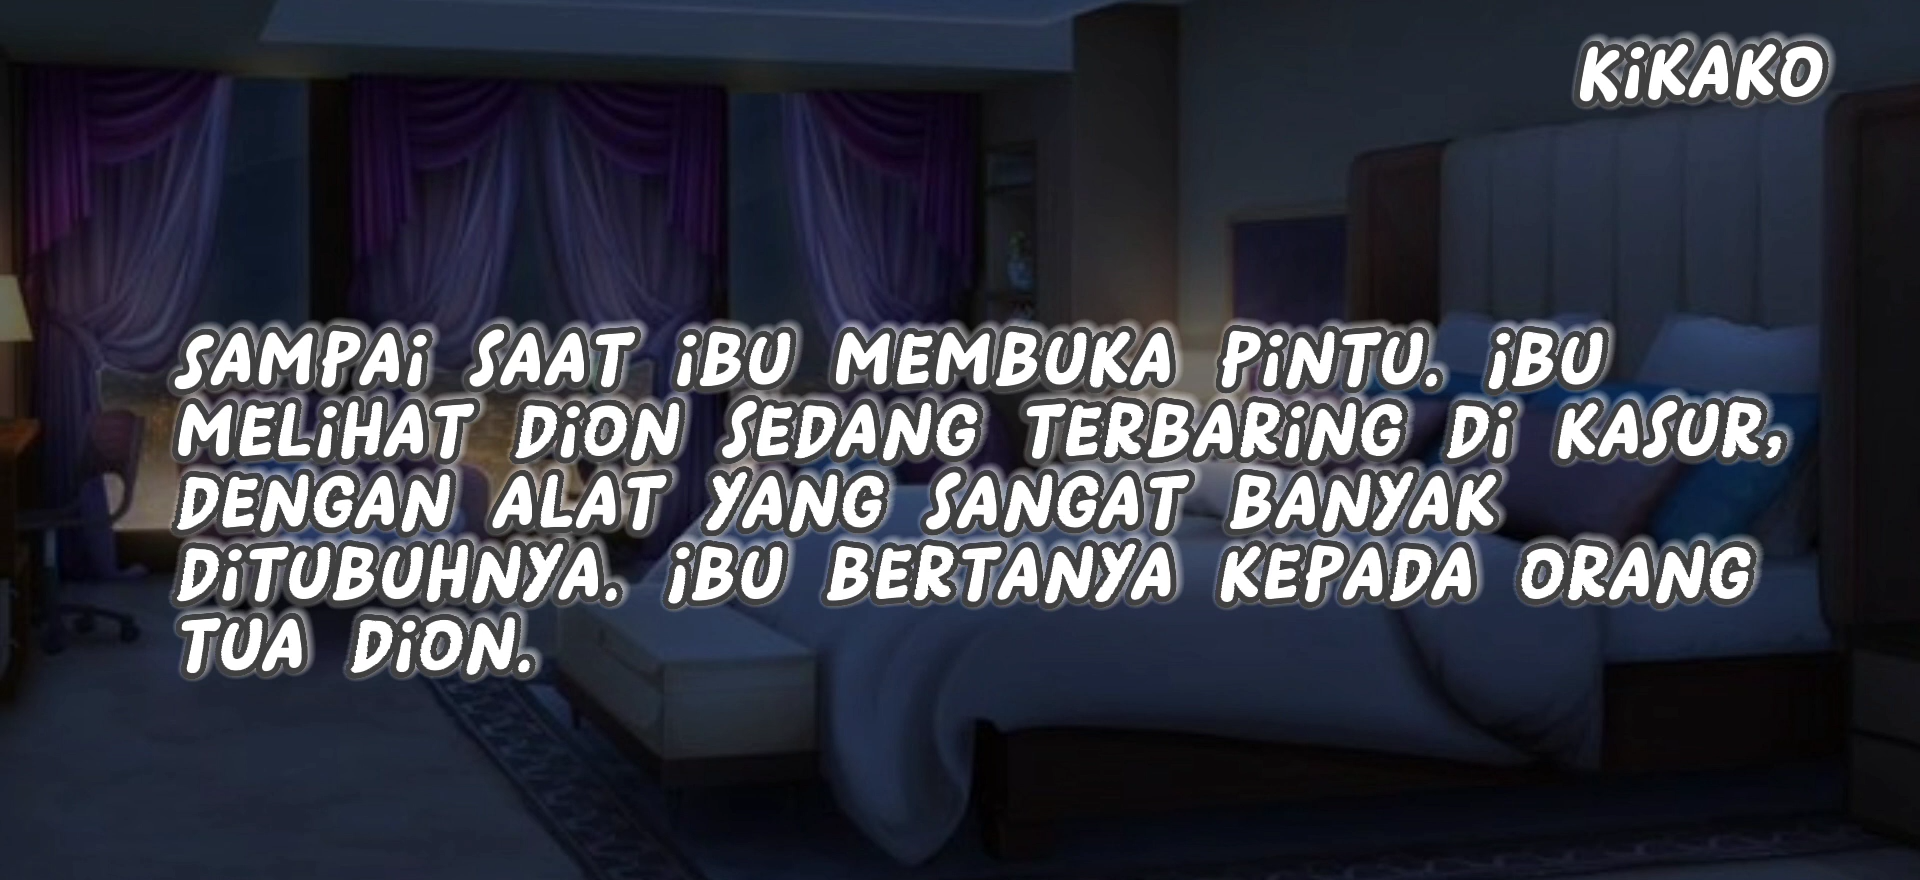 KiKAKO
SAMPAi SAAT iBU MEMBUKA PiNTU. iBU
MELiHAT DiON SEDANG TERBARiNG Di KASUR,
DENGAN ALAT YANG SANGAT BANYAK
DiTUBUHNYA. iBU BERTANYA KEPADA ORANG
TUA DiON.